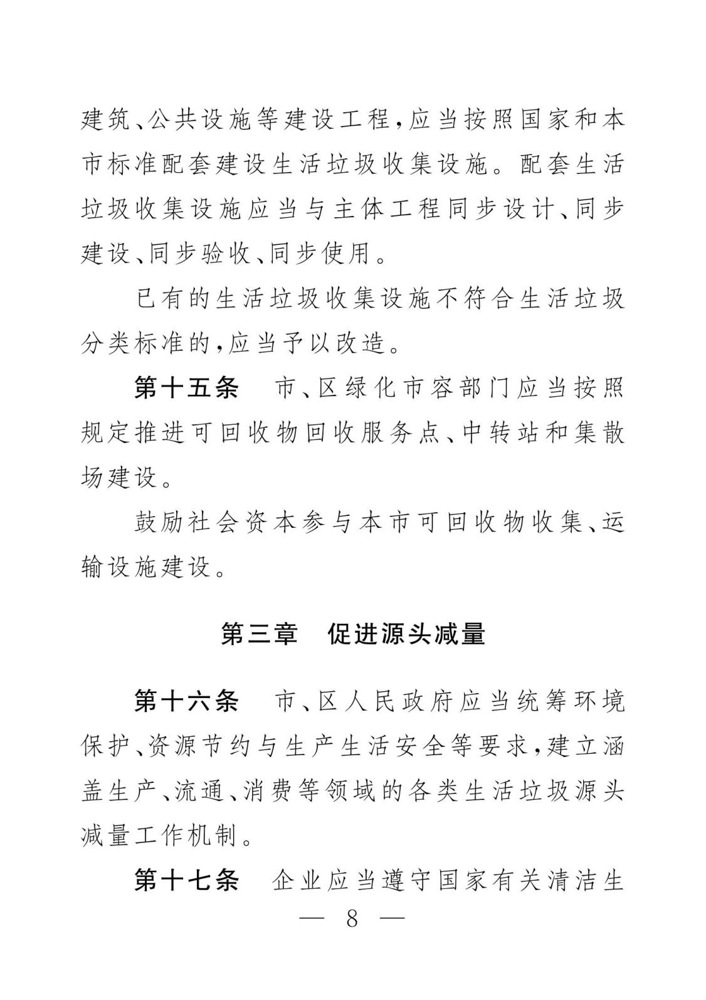 建筑、公共设施等建设工程，应当按照国家和本
市标准配套建设生活垃圾收集设施。配套生活
垃圾收集设施应当与主体工程同步设计、同步
建设、同步验收、同步使用。
已有的生活垃圾收集设施不符合生活垃圾
分类标准的，应当予以改造。
第十五条　市、区绿化市容部门应当按照
规定推进可回收物回收服务点、中转站和集散
场建设。
鼓励社会资本参与本市可回收物收集、运
输设施建设。
第三章　促进源头减量
第十六条　市、区人民政府应当统筹环境
保护、资源节约与生产生活安全等要求，建立涵
盖生产、流通、消费等领域的各类生活垃圾源头
减量工作机制。
第十七条　企业应当遵守国家有关清洁生
— 8 —